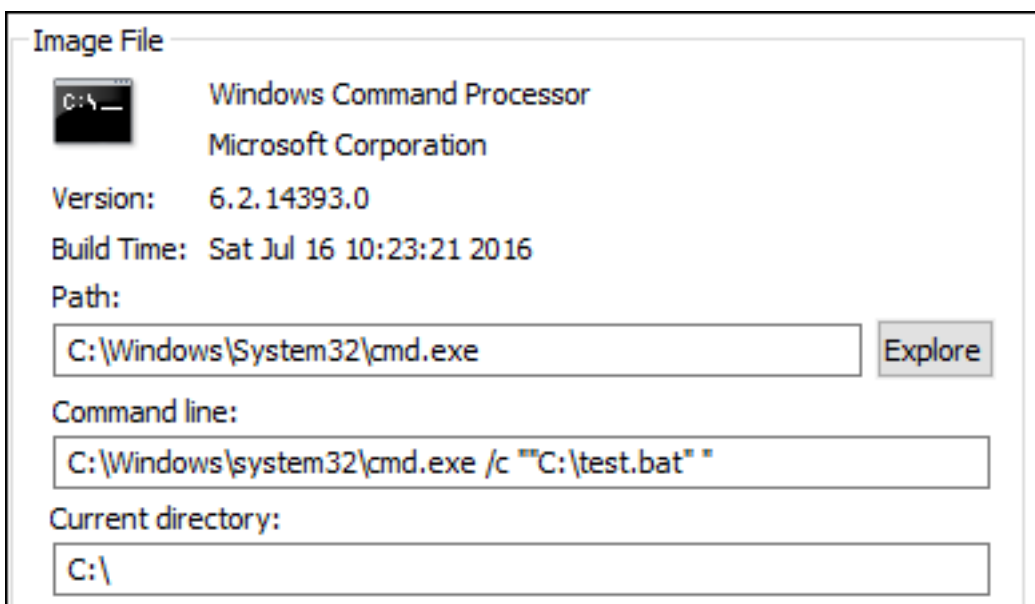 Image File
C:\
Windows Command Processor
Microsoft Corporation
Version: 6.2.14393.0
Build Time: Sat Jul 16 10:23:21 2016
Path:
C:\Windows\System32\cmd.exe Explore
Command line:
C:\Windows\system32\cmd.exe /c ""C:\test.bat" "
Current directory:
C:\